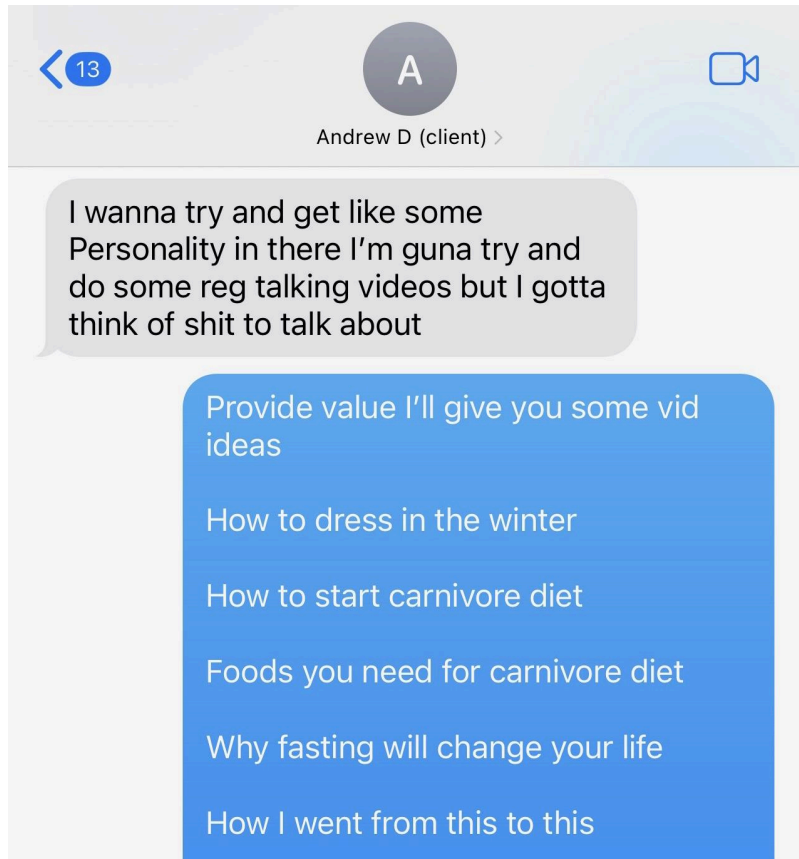 13
A
Andrew D (client)
I wanna try and get like some
Personality in there I’m guna try and
do some reg talking videos but I gotta
think of shit to talk about
Provide value I’ll give you some vid
ideas
How to dress in the winter
How to start carnivore diet
Foods you need for carnivore diet
Why fasting will change your life
How I went from this to this